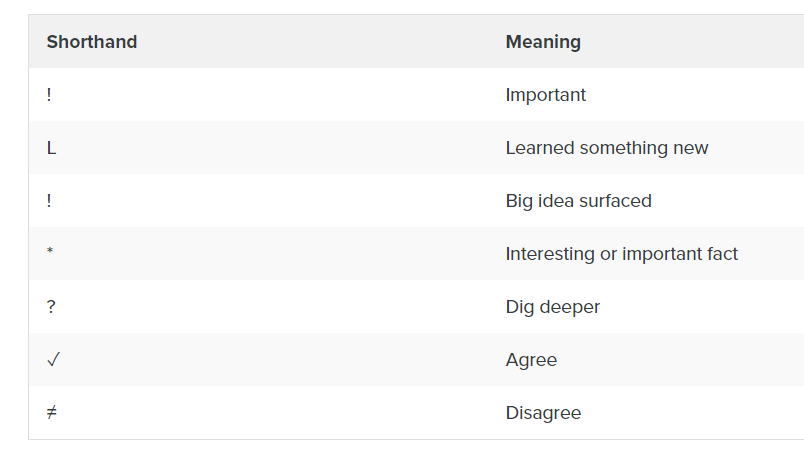 Shorthand Meaning
! Important
L Learned something new
! Big idea surfaced
* Interesting or important fact
? Dig deeper
✓ Agree
≠ Disagree